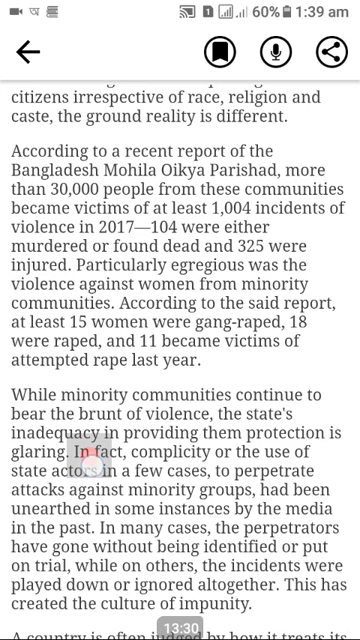 অ
60% 1:39 am
citizens irrespective of race, religion and
caste, the ground reality is different.
According to a recent report of the
Bangladesh Mohila Oikya Parishad, more
than 30,000 people from these communities
became victims of at least 1,004 incidents of
violence in 2017—104 were either
murdered or found dead and 325 were
injured. Particularly egregious was the
violence against women from minority
communities. According to the said report,
at least 15 women were gang-raped, 18
were raped, and 11 became victims of
attempted rape last year.
While minority communities continue to
bear the brunt of violence, the state's
inadequacy in providing them protection is
glaring. In fact, complicity or the use of
state actors in a few cases, to perpetrate
attacks against minority groups, had been
unearthed in some instances by the media
in the past. In many cases, the perpetrators
have gone without being identified or put
on trial, while on others, the incidents were
played down or ignored altogether. This has
created the culture of impunity.
13:30
A country is often judged by how it treats its